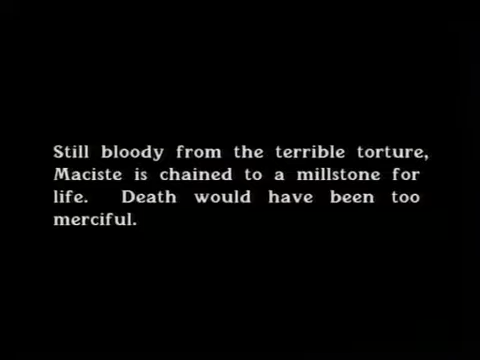 Still bloody from the terrible torture,
Maciste is chained to a millstone for
life. Death would have been too
merciful.